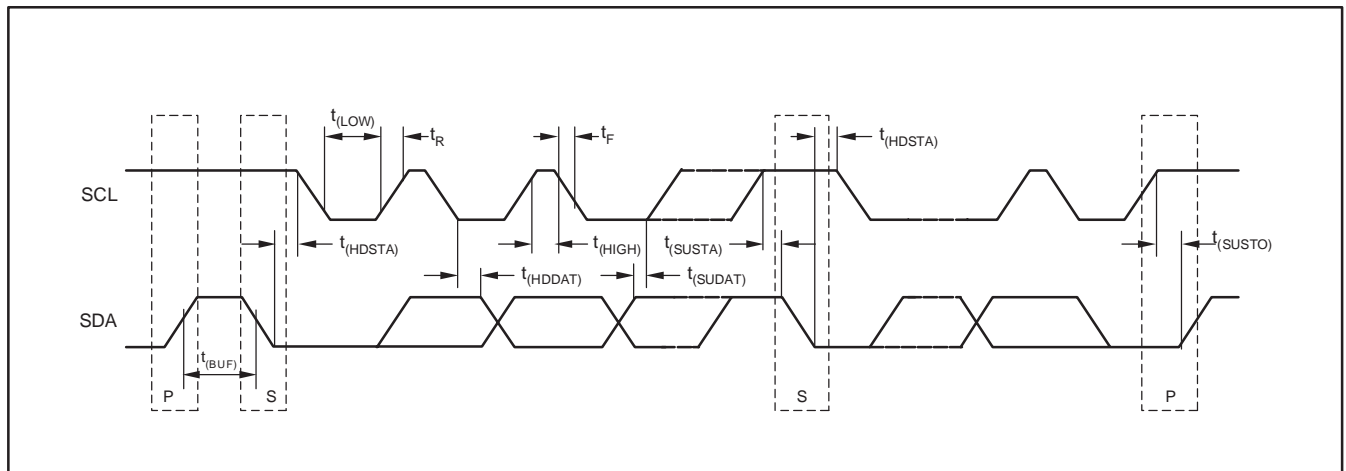 t(LOW)
tR
tF
t(HDSTA)
SCL
t(HDSTA)
t(HIGH)
t(SUSTA)
t(SUSTO)
t(HDDAT)
t(SUDAT)
SDA
t(BUF)
P
S
S
P